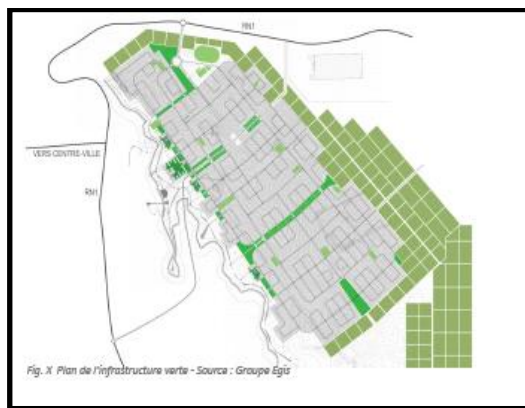 RN1
VERS CENTRE-VILLE
RN1
Fig. X Plan de l'infrastructure verte - Source : Groupe Egis